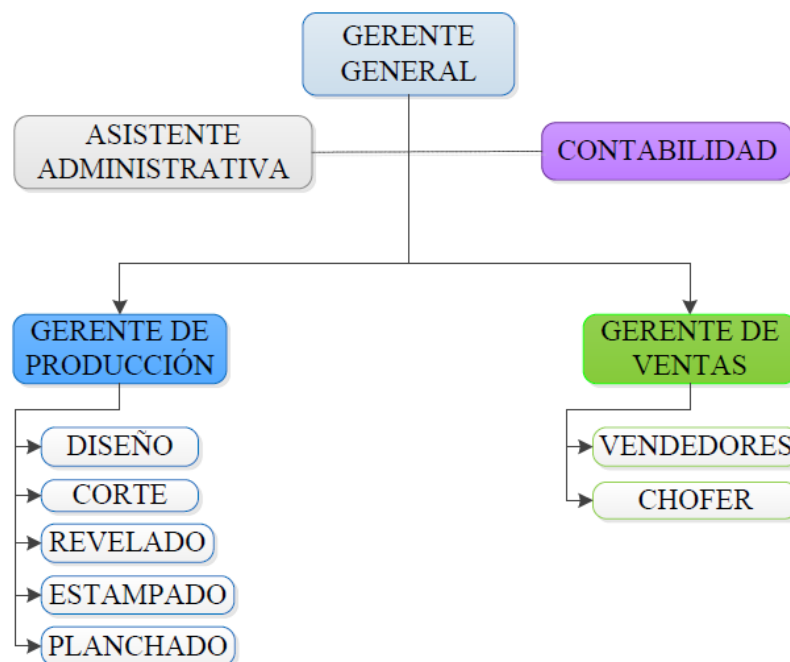 GERENTE
GENERAL
ASISTENTE
ADMINISTRATIVA
CONTABILIDAD
GERENTE DE
PRODUCCIÓN
GERENTE DE
VENTAS
DISEÑO
CORTE
REVELADO
ESTAMPADO
PLANCHADO
VENDEDORES
CHOFER